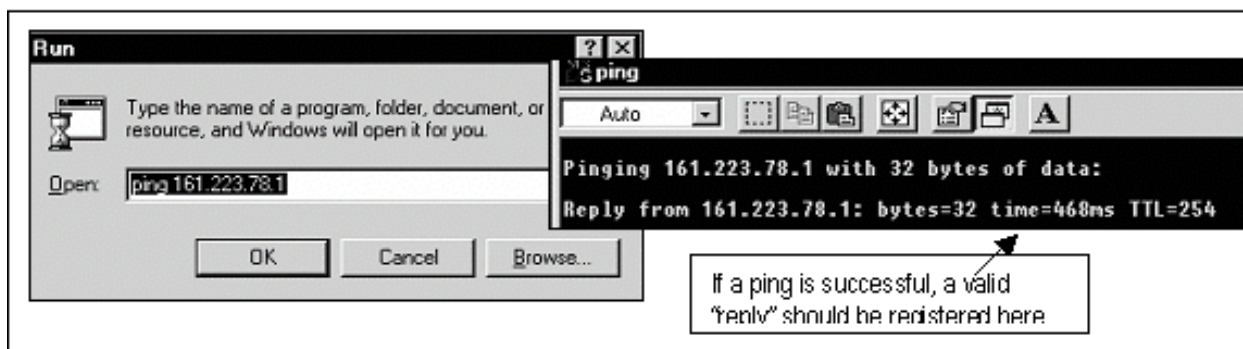 Run
Type the name of a program, folder, document, or
resource, and Windows will open it for you.
Open: ping 161.223.78.1
OK Cancel Browse...
ping
Auto
A
Pinging 161.223.78.1 with 32 bytes of data:
Reply from 161.223.78.1: bytes=32 time=468ms TTL=254
If a ping is successful, a valid
“reply” should be registered here